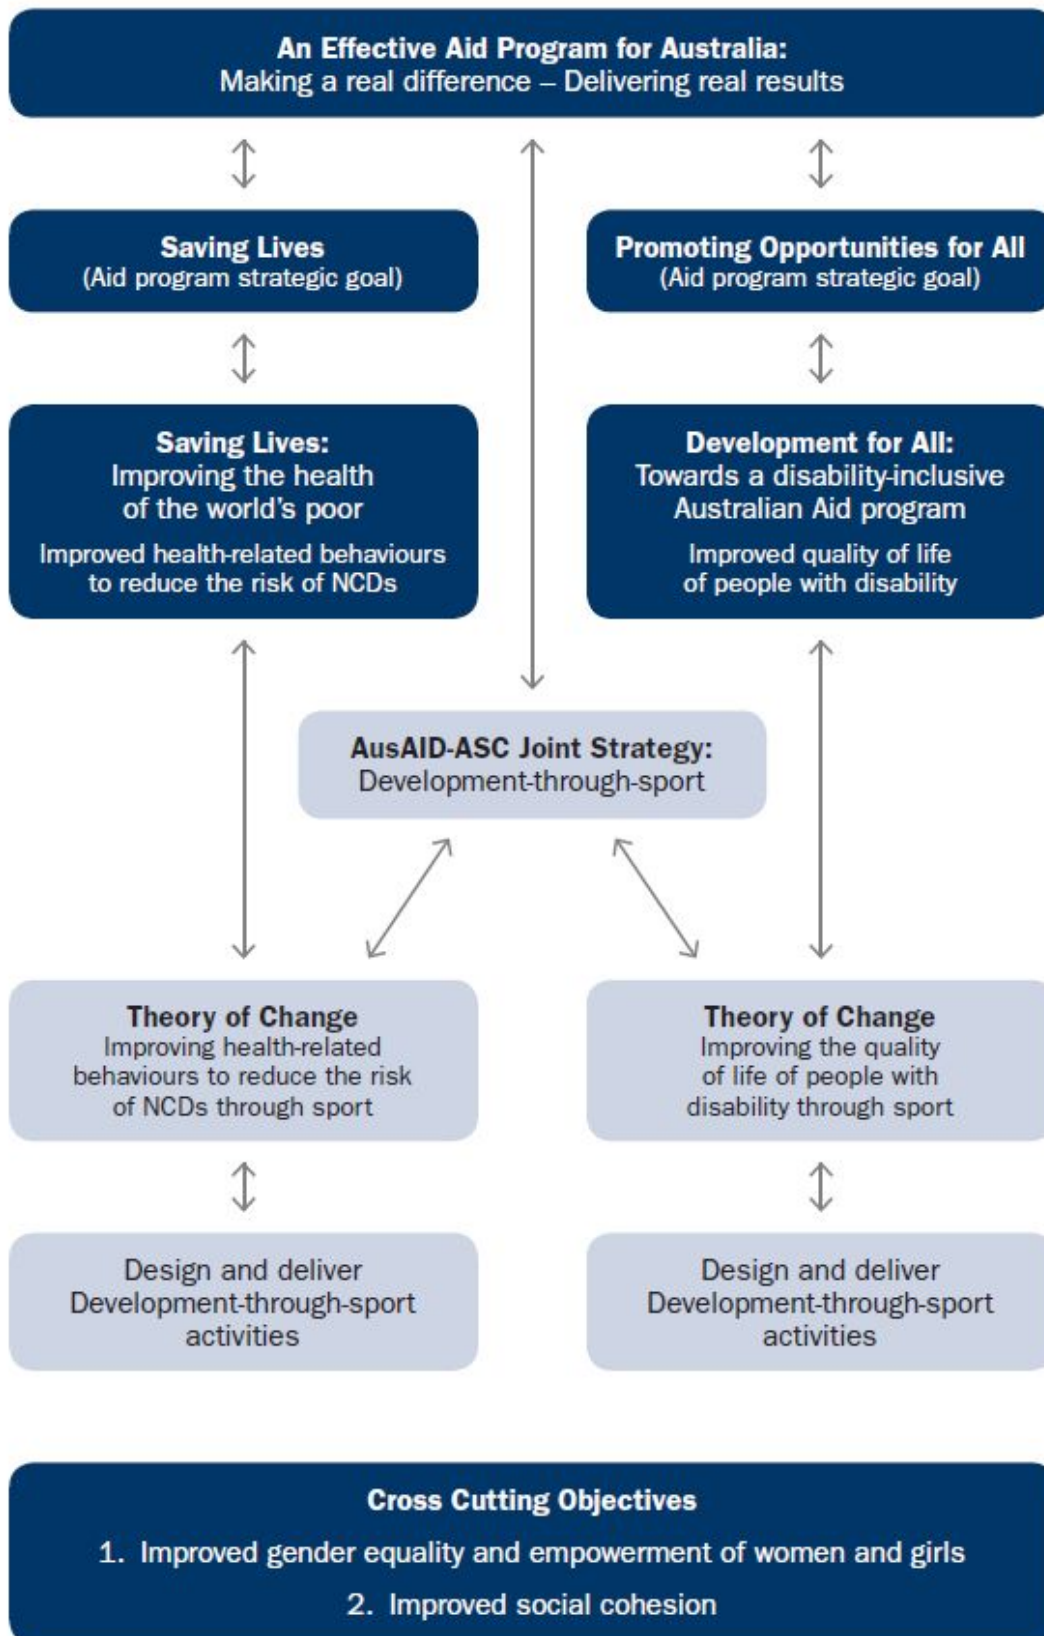 An Effective Aid Program for Australia:
Making a real difference – Delivering real results
Saving Lives
(Aid program strategic goal)
Promoting Opportunities for All
(Aid program strategic goal)
Saving Lives:
Improving the health
of the world's poor
Improved health-related behaviours
to reduce the risk of NCDs
Development for All:
Towards a disability-inclusive
Australian Aid program
Improved quality of life
of people with disability
AusAID-ASC Joint Strategy:
Development-through-sport
Theory of Change
Improving health-related
behaviours to reduce the risk
of NCDs through sport
Theory of Change
Improving the quality
of life of people with
disability through sport
Design and deliver
Development-through-sport
activities
Design and deliver
Development-through-sport
activities
Cross Cutting Objectives
1. Improved gender equality and empowerment of women and girls
2. Improved social cohesion